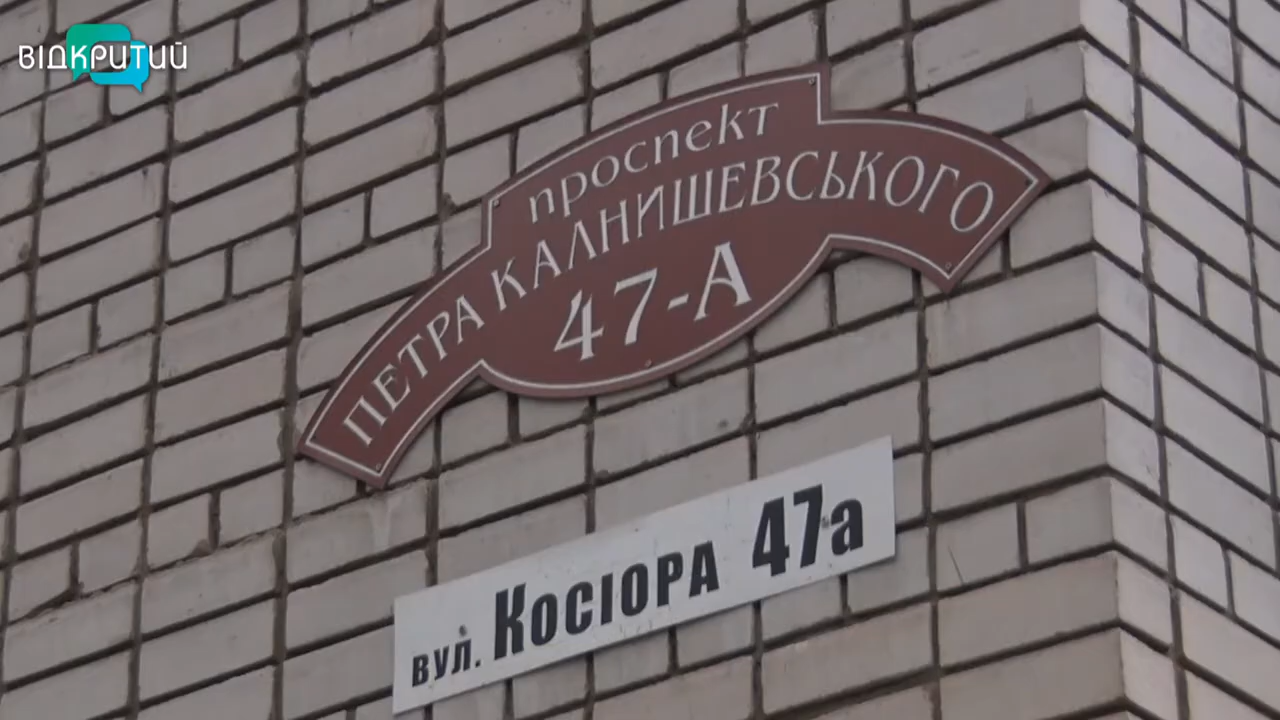 ВІДКРИТИЙ
проспект
ПЕТРА КАЛНИШЕВСЬКОГО
47-А
вул. Косіора 47а